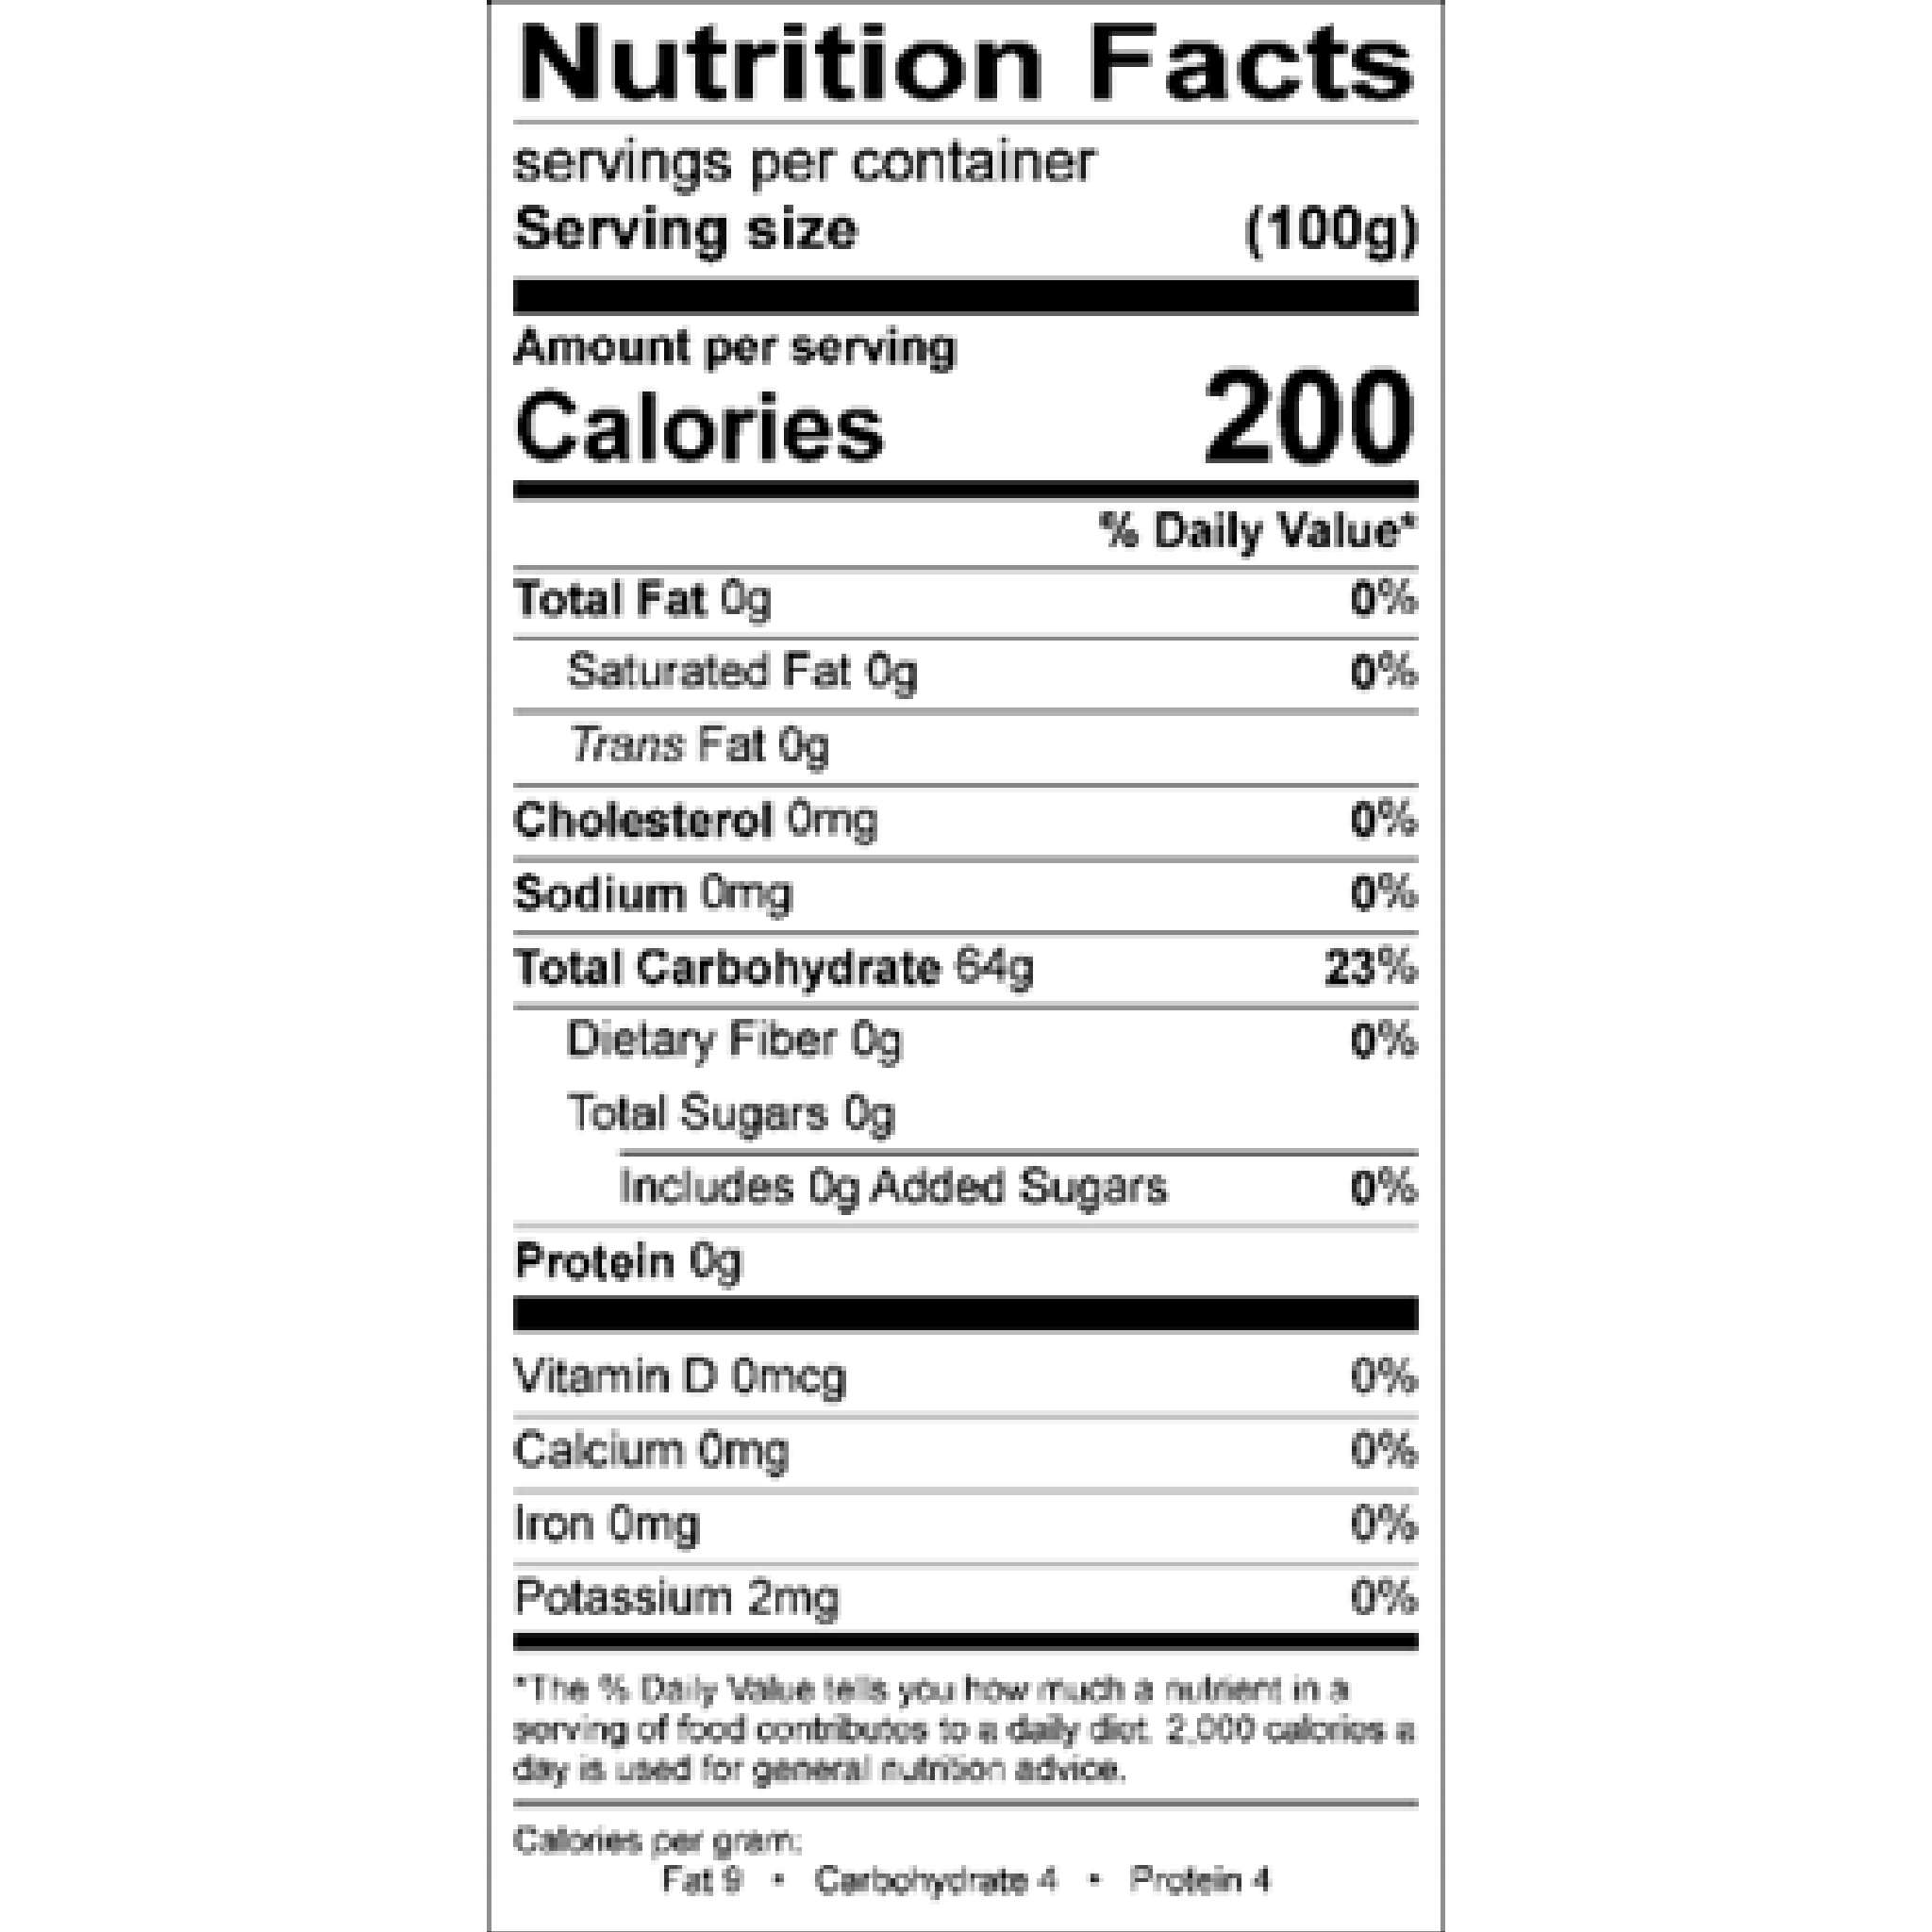 Nutrition Facts
servings per container
Serving size (100g)
Amount per serving
Calories 200
% Daily Value*
Total Fat 0g 0%
Saturated Fat 0g 0%
Trans Fat 0g
Cholesterol 0mg 0%
Sodium 0mg 0%
Total Carbohydrate 64g 23%
Dietary Fiber 0g 0%
Total Sugars 0g
Includes 0g Added Sugars 0%
Protein 0g
Vitamin D 0mcg 0%
Calcium 0mg 0%
Iron 0mg 0%
Potassium 2mg 0%
*The % Daily Value tells you how much a nutrient in a
serving of food contributes to a daily diet. 2,000 calories a
day is used for general nutrition advice.
Calories per gram:
Fat 9 • Carbohydrate 4 • Protein 4